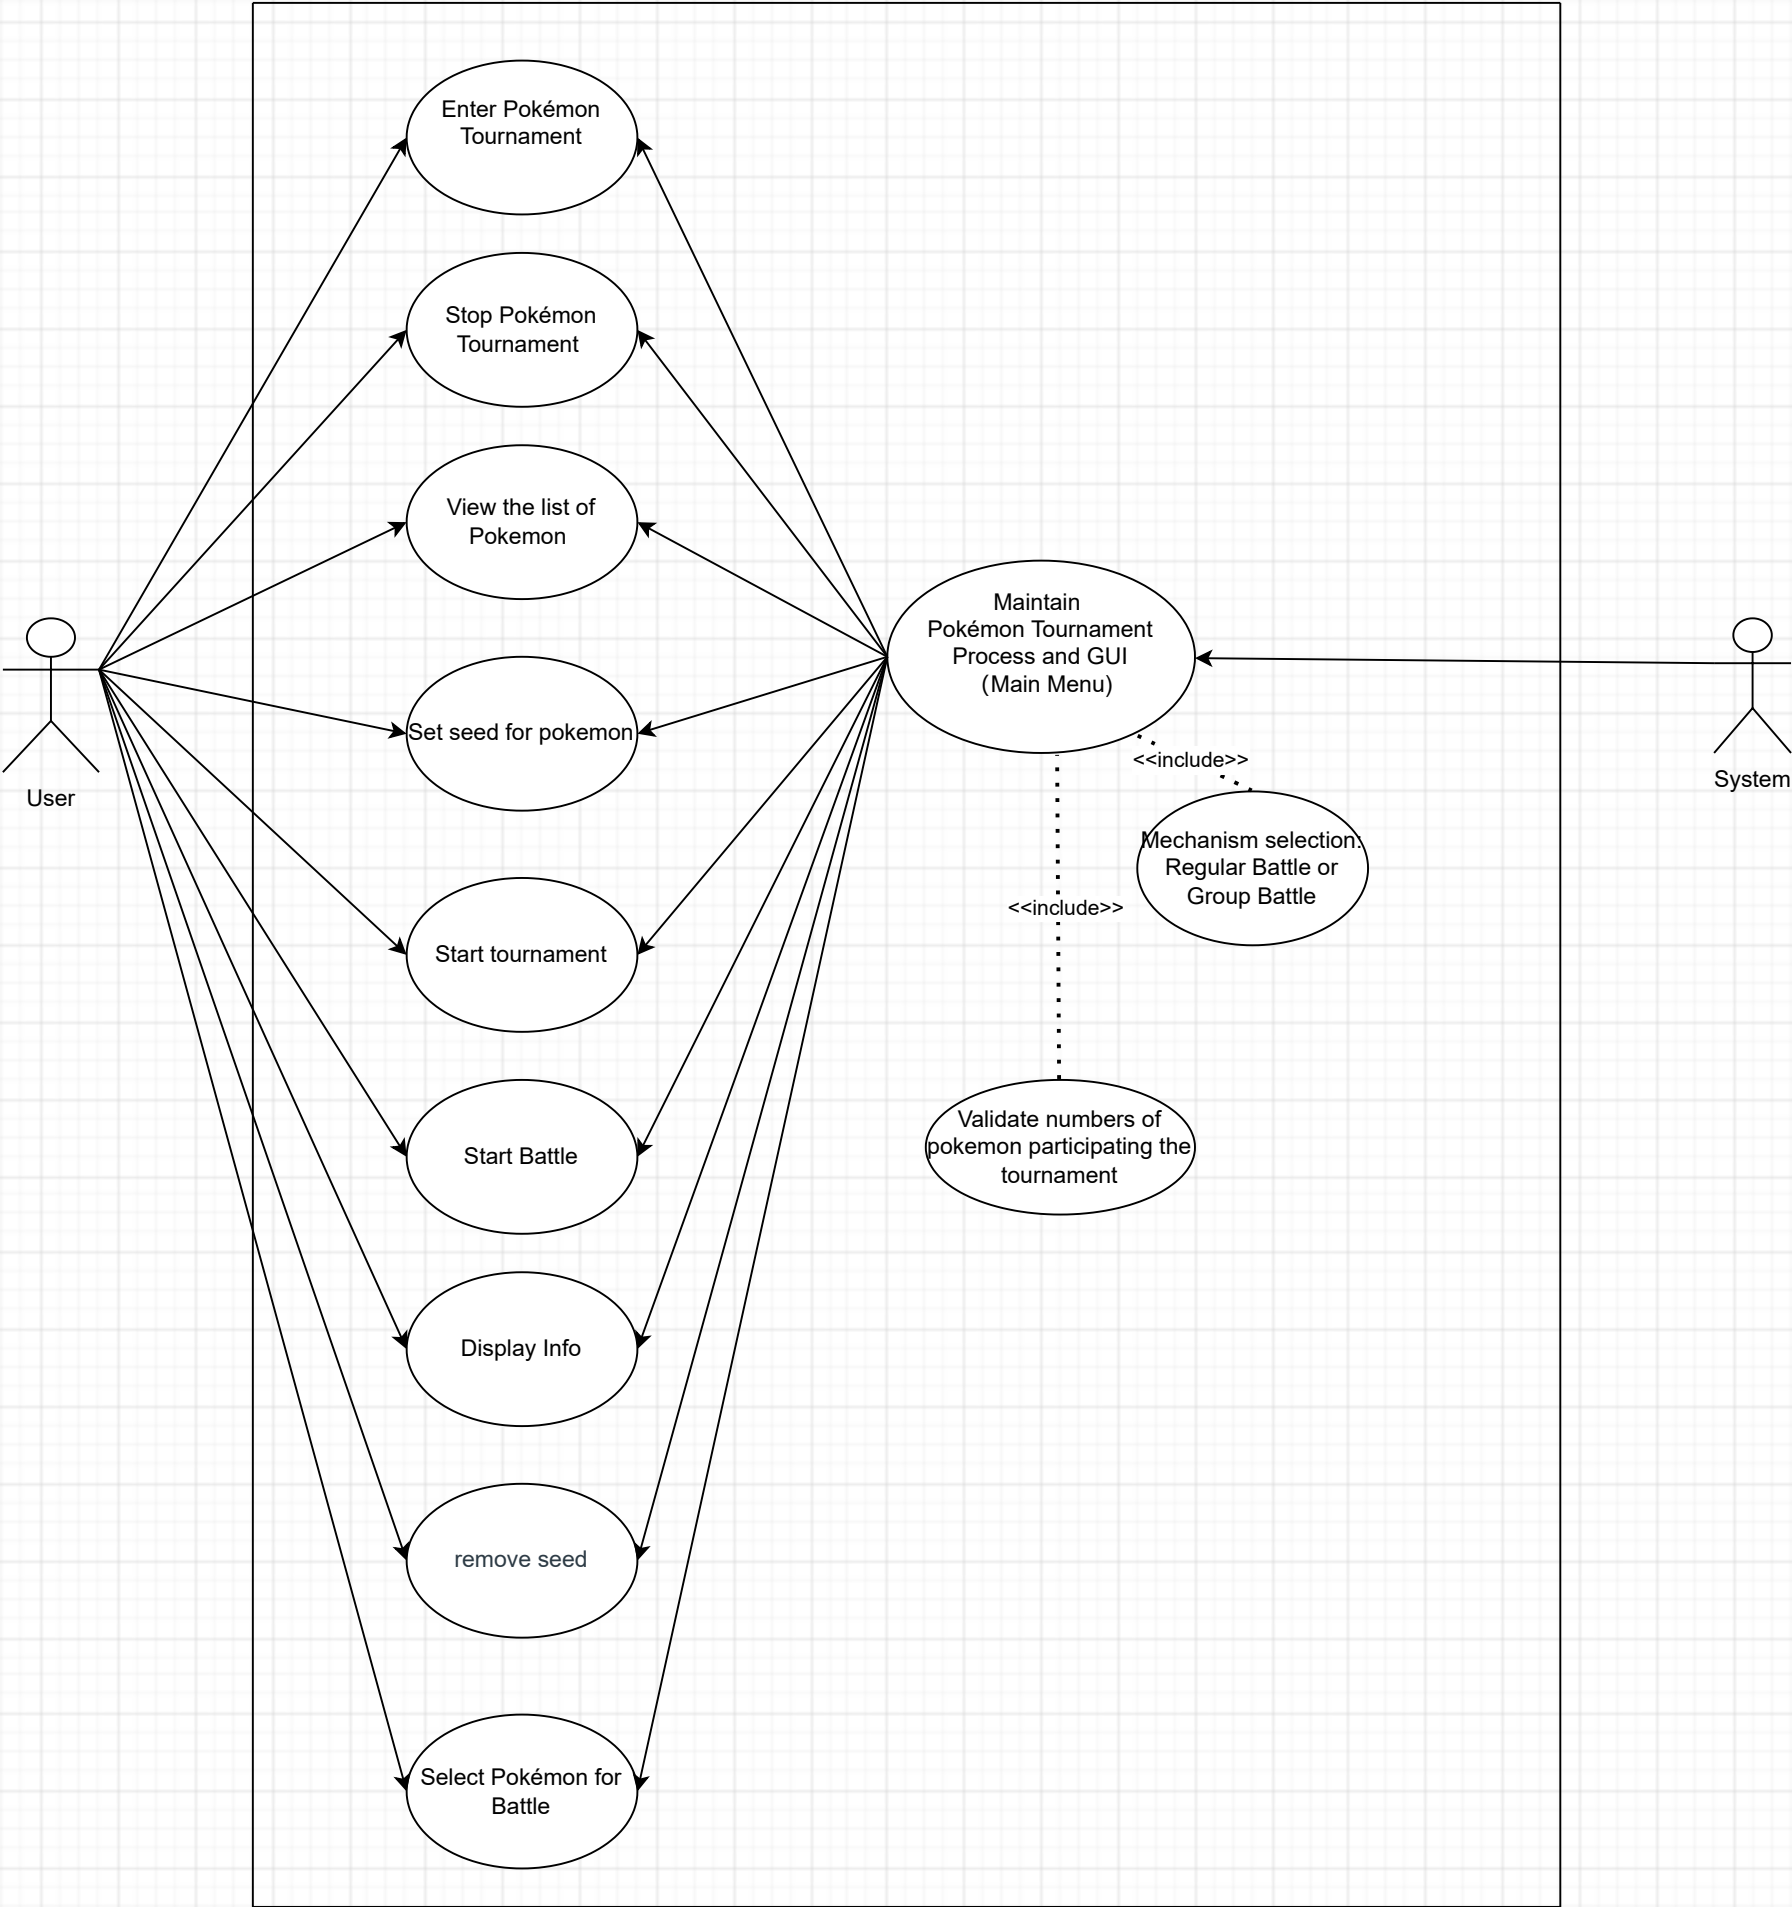 Enter Pokémon
Tournament
Stop Pokémon
Tournament
View the list of
Pokemon
Set seed for pokemon
Start tournament
Start Battle
Display Info
remove seed
Select Pokémon for
Battle
User
Maintain
Pokémon Tournament
Process and GUI
(Main Menu)
<<include>>
Mechanism selection:
Regular Battle or
Group Battle
<<include>>
Validate numbers of
pokemon participating the
tournament
System